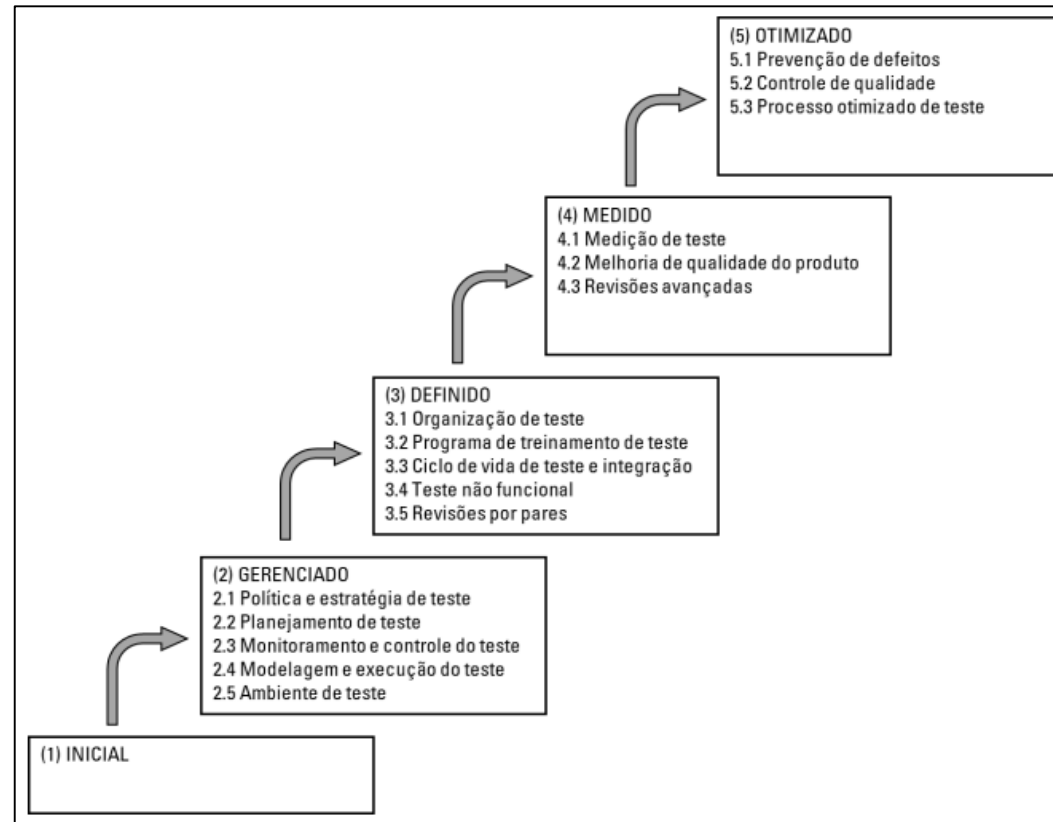 (5) OTIMIZADO
5.1 Prevenção de defeitos
5.2 Controle de qualidade
5.3 Processo otimizado de teste
(4) MEDIDO
4.1 Medição de teste
4.2 Melhoria de qualidade do produto
4.3 Revisões avançadas
(3) DEFINIDO
3.1 Organização de teste
3.2 Programa de treinamento de teste
3.3 Ciclo de vida de teste e integração
3.4 Teste não funcional
3.5 Revisões por pares
(2) GERENCIADO
2.1 Política e estratégia de teste
2.2 Planejamento de teste
2.3 Monitoramento e controle do teste
2.4 Modelagem e execução do teste
2.5 Ambiente de teste
(1) INICIAL